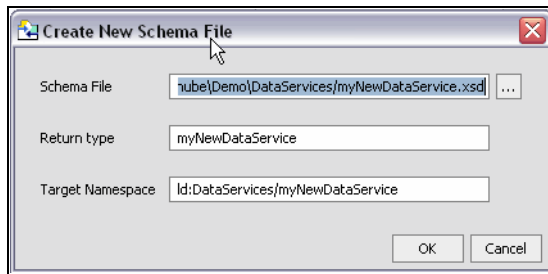 Create New Schema File
Schema File nube\Demo\DataServices/myNewDataService.xsd ...
Return type myNewDataService
Target Namespace ld:DataServices/myNewDataService
OK Cancel